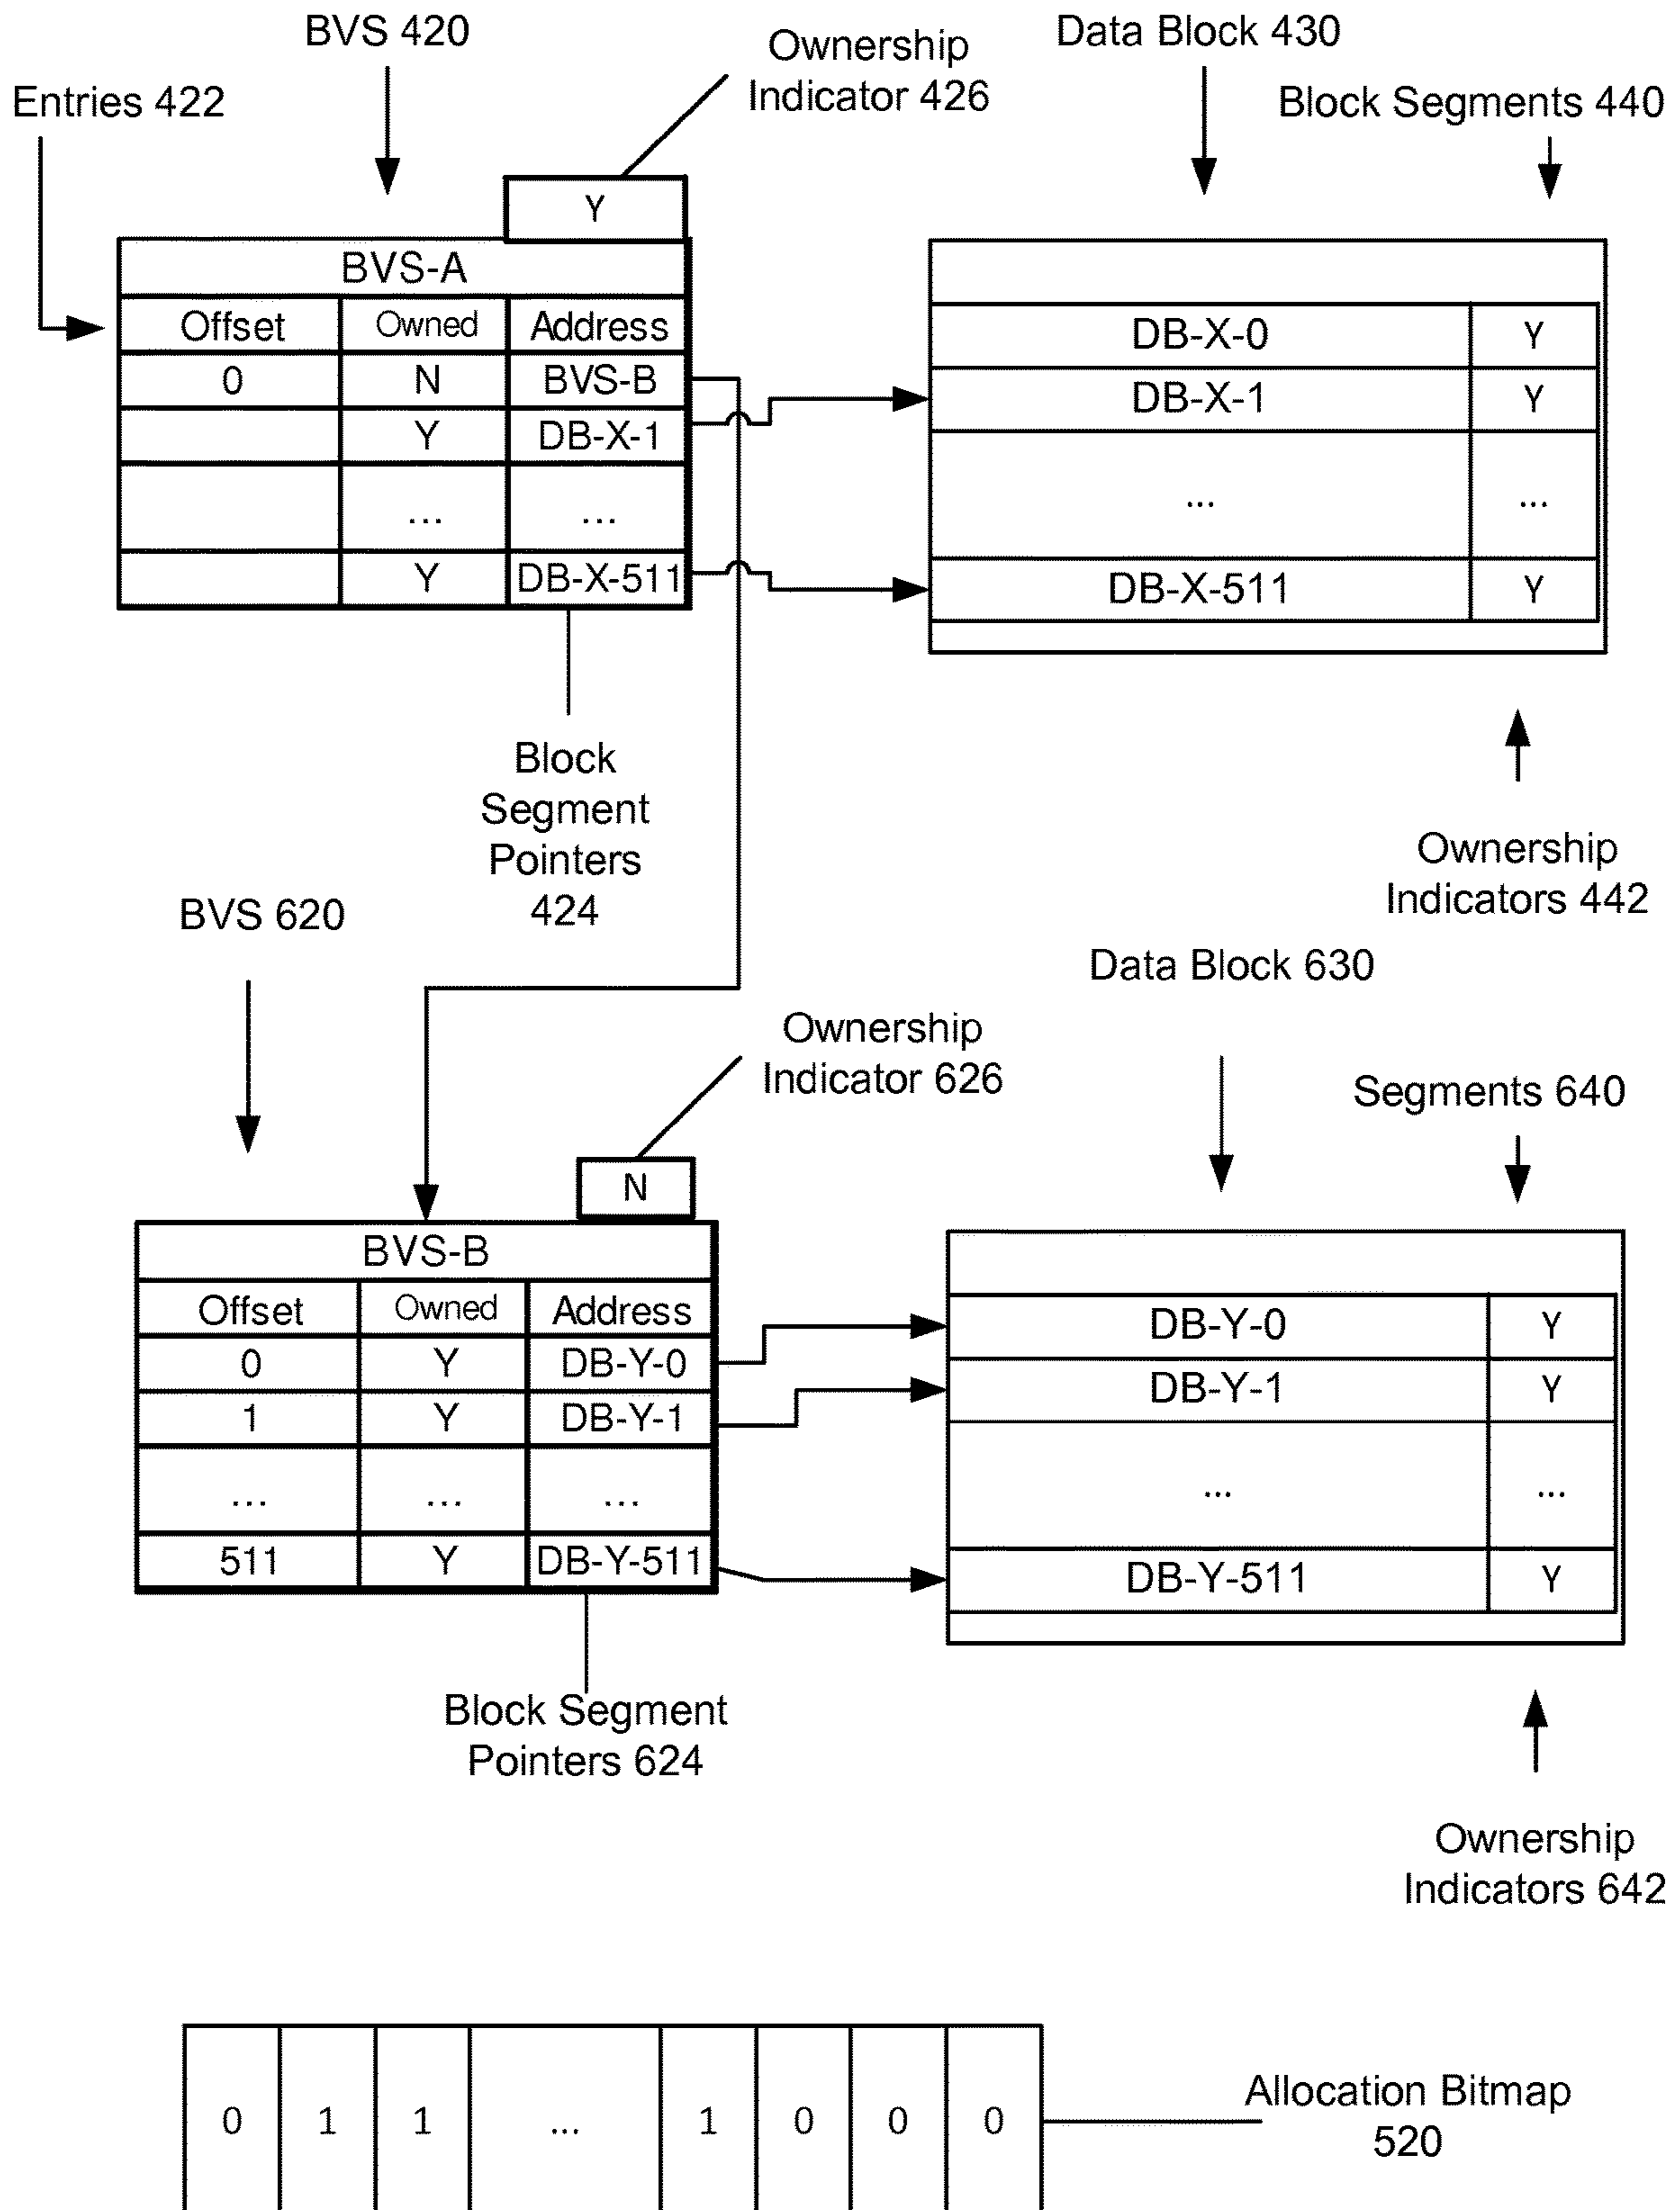 BVS 420
Ownership
Indicator 426
Data Block 430
Entries 422
Block Segments 440
Y
BVS-A
Offset Owned Address
0 N BVS-B
Y DB-X-1
... ...
Y DB-X-511
DB-X-0 Y
DB-X-1 Y
... ...
DB-X-511 Y
Block
Segment
Pointers
424
Ownership
Indicators 442
BVS 620
Data Block 630
Ownership
Indicator 626
Segments 640
N
BVS-B
Offset Owned Address
0 Y DB-Y-0
1 Y DB-Y-1
... ... ...
511 Y DB-Y-511
DB-Y-0 Y
DB-Y-1 Y
... ...
DB-Y-511 Y
Block Segment
Pointers 624
Ownership
Indicators 642
0 1 1 ... 1 0 0 0
Allocation Bitmap
520